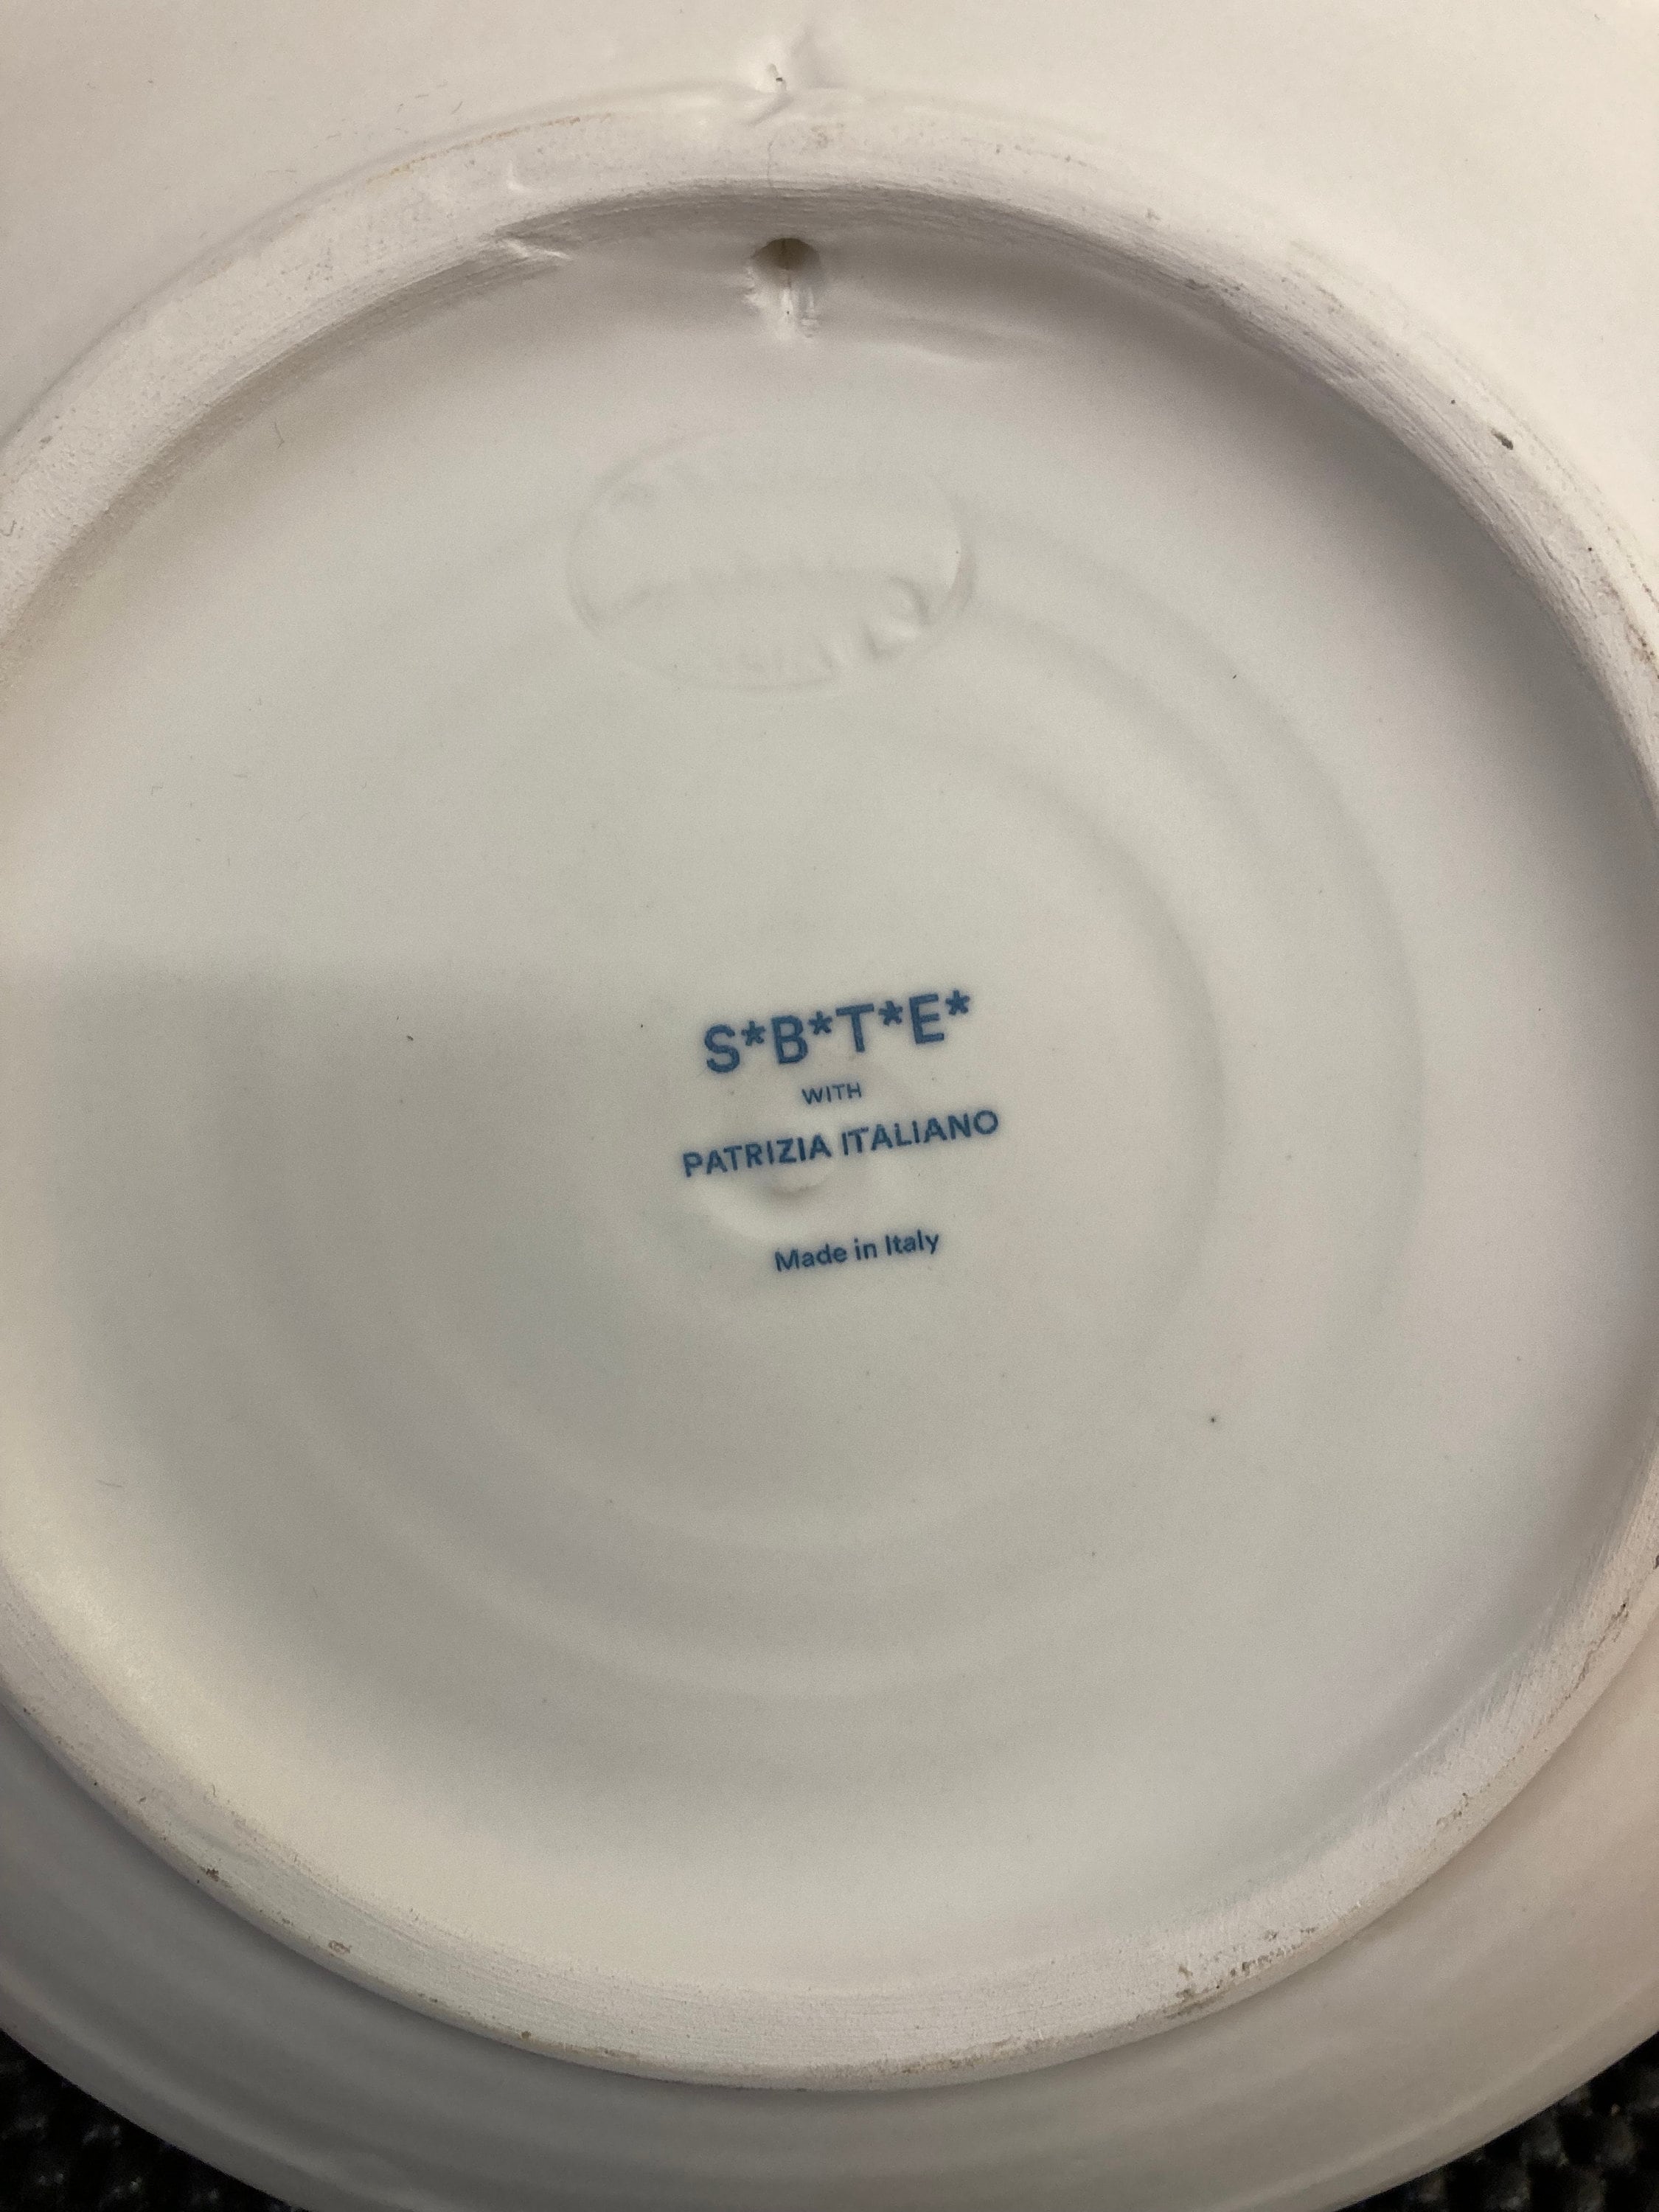 S*B*T*E*
WITH
PATRIZIA ITALIANO
Made in Italy